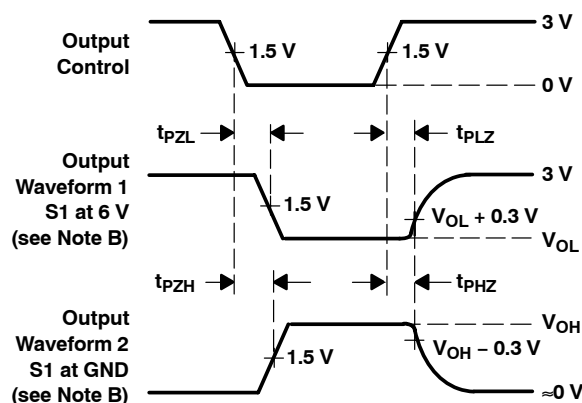 3 V
Output
Control
1.5 V
1.5 V
0 V
tPZL
tPLZ
Output
Waveform 1
S1 at 6 V
(see Note B)
3 V
1.5 V
VOL + 0.3 V
VOL
tPZH
tPHZ
Output
Waveform 2
S1 at GND
(see Note B)
VOH
1.5 V
VOH – 0.3 V
≈0 V